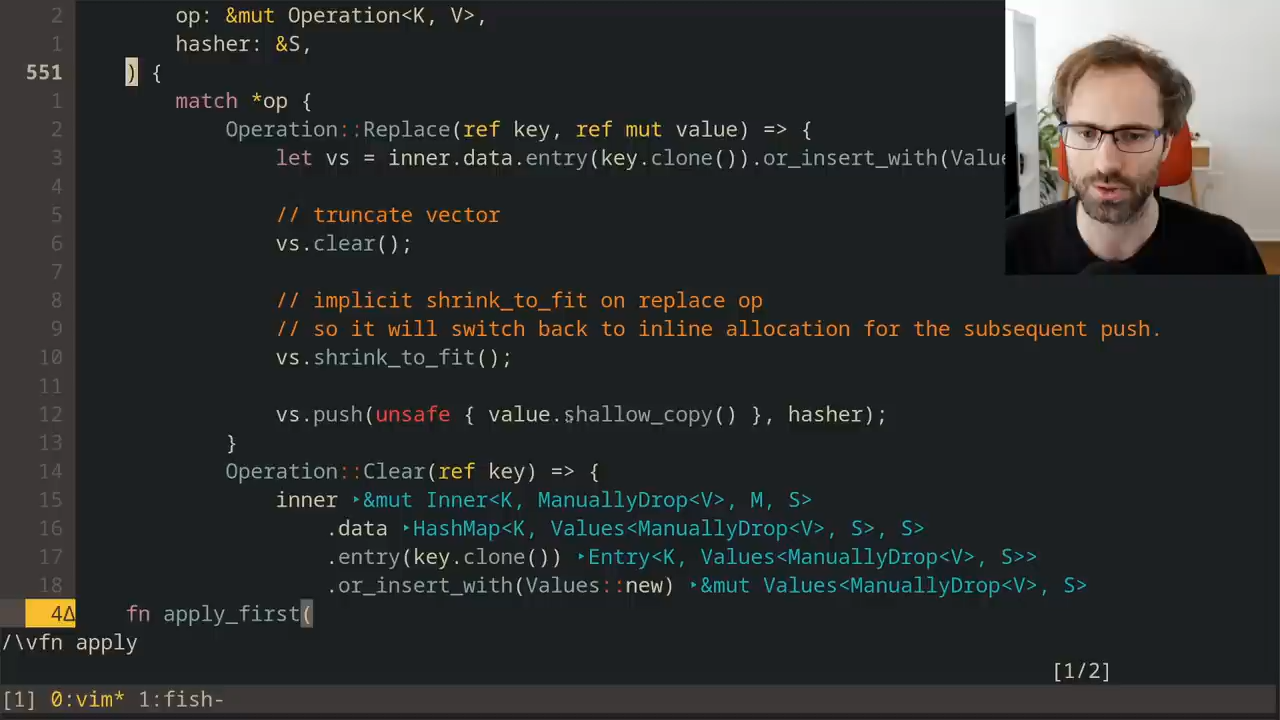 2 op: &mut Operation<K, V>,
1 hasher: &S,
551 ) {
1 match *op {
2 Operation::Replace(ref key, ref mut value) => {
3 let vs = inner.data.entry(key.clone()).or_insert_with(Value
4
5 // truncate vector
6 vs.clear();
7
8 // implicit shrink_to_fit on replace op
9 // so it will switch back to inline allocation for the subsequent push.
10 vs.shrink_to_fit();
11
12 vs.push(unsafe { value.shallow_copy() }, hasher);
13 }
14 Operation::Clear(ref key) => {
15 inner ‣&mut Inner<K, ManuallyDrop<V>, M, S>
16 .data ‣HashMap<K, Values<ManuallyDrop<V>, S>, S>
17 .entry(key.clone()) ‣Entry<K, Values<ManuallyDrop<V>, S>>
18 .or_insert_with(Values::new) ‣&mut Values<ManuallyDrop<V>, S>
4Δ fn apply_first(
/\vfn apply
[1/2]
[1] 0:vim* 1:fish-